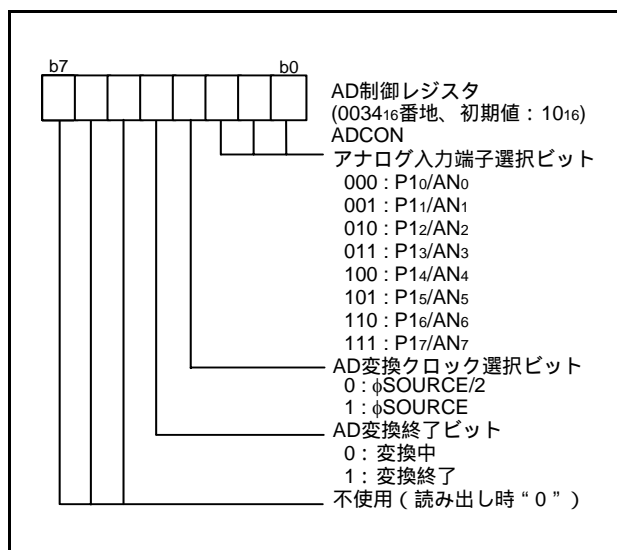 b7 b0
AD制御レジスタ
(0034₁₆番地、初期値：10₁₆)
ADCON
アナログ入力端子選択ビット
000 : P1₀/AN₀
001 : P1₁/AN₁
010 : P1₂/AN₂
011 : P1₃/AN₃
100 : P1₄/AN₄
101 : P1₅/AN₅
110 : P1₆/AN₆
111 : P1₇/AN₇
AD変換クロック選択ビット
0 : ϕSOURCE/2
1 : ϕSOURCE
AD変換終了ビット
0：変換中
1：変換終了
不使用（読み出し時“0”）